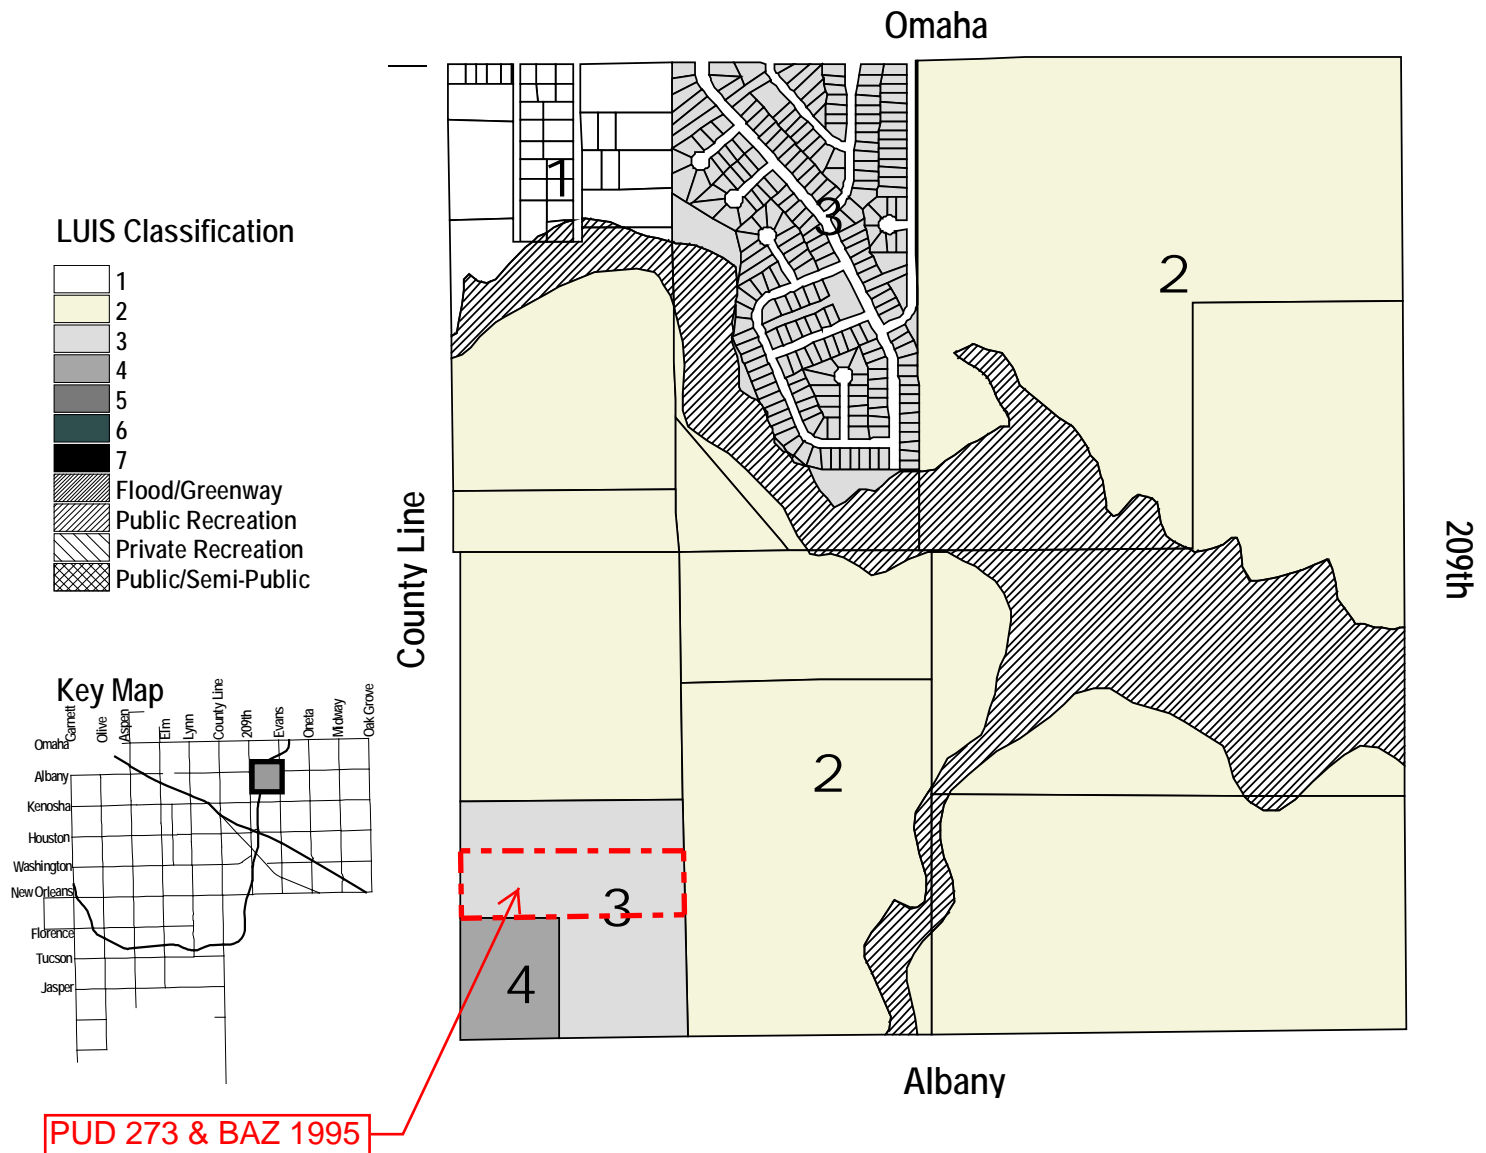 Omaha
1
3
2
LUIS Classification
1
2
3
4
5
6
7
Flood/Greenway
Public Recreation
Private Recreation
Public/Semi-Public
County Line
209th
Key Map
Garnett
Olive
Aspen
Elm
Lynn
County Line
209th
Evans
Oneta
Midway
Oak Grove
Omaha
Albany
Kenosha
Houston
Washington
New Orleans
Florence
Tucson
Jasper
2
3
4
Albany
PUD 273 & BAZ 1995